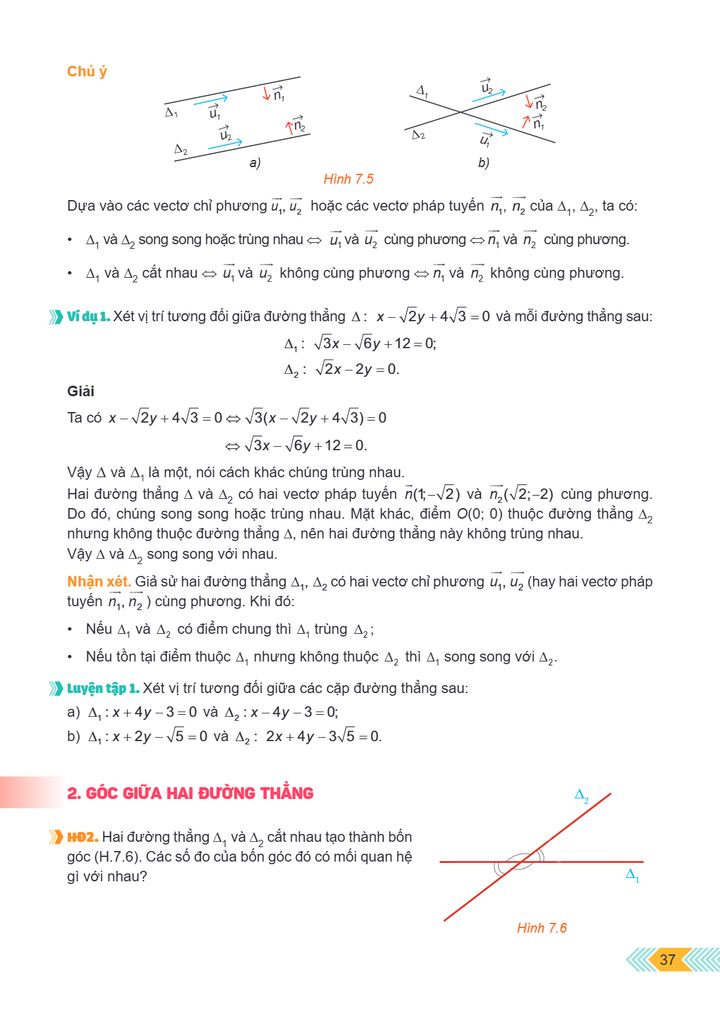 Chú ý
Δ₁ u₁⃗ n₁⃗
Δ₂ u₂⃗ n₂⃗
a)
Δ₁ u₂⃗ n₂⃗
Δ₂ u₁⃗ n₁⃗
b)
Hình 7.5
Dựa vào các vectơ chỉ phương u₁⃗, u₂⃗ hoặc các vectơ pháp tuyến n₁⃗, n₂⃗ của Δ₁, Δ₂, ta có:
• Δ₁ và Δ₂ song song hoặc trùng nhau ⇔ u₁⃗ và u₂⃗ cùng phương ⇔ n₁⃗ và n₂⃗ cùng phương.
• Δ₁ và Δ₂ cắt nhau ⇔ u₁⃗ và u₂⃗ không cùng phương ⇔ n₁⃗ và n₂⃗ không cùng phương.
Ví dụ 1. Xét vị trí tương đối giữa đường thẳng Δ : x − √2y + 4√3 = 0 và mỗi đường thẳng sau:
Δ₁ : √3x − √6y + 12 = 0;
Δ₂ : √2x − 2y = 0.
Giải
Ta có x − √2y + 4√3 = 0 ⇔ √3(x − √2y + 4√3) = 0
⇔ √3x − √6y + 12 = 0.
Vậy Δ và Δ₁ là một, nói cách khác chúng trùng nhau.
Hai đường thẳng Δ và Δ₂ có hai vectơ pháp tuyến n⃗(1; −√2) và n₂⃗(√2; −2) cùng phương.
Do đó, chúng song song hoặc trùng nhau. Mặt khác, điểm O(0; 0) thuộc đường thẳng Δ₂
nhưng không thuộc đường thẳng Δ, nên hai đường thẳng này không trùng nhau.
Vậy Δ và Δ₂ song song với nhau.
Nhận xét. Giả sử hai đường thẳng Δ₁, Δ₂ có hai vectơ chỉ phương u₁⃗, u₂⃗ (hay hai vectơ pháp
tuyến n₁⃗, n₂⃗ ) cùng phương. Khi đó:
• Nếu Δ₁ và Δ₂ có điểm chung thì Δ₁ trùng Δ₂;
• Nếu tồn tại điểm thuộc Δ₁ nhưng không thuộc Δ₂ thì Δ₁ song song với Δ₂.
Luyện tập 1. Xét vị trí tương đối giữa các cặp đường thẳng sau:
a) Δ₁ : x + 4y − 3 = 0 và Δ₂ : x − 4y − 3 = 0;
b) Δ₁ : x + 2y − √5 = 0 và Δ₂ : 2x + 4y − 3√5 = 0.
2. GÓC GIỮA HAI ĐƯỜNG THẲNG
HĐ2. Hai đường thẳng Δ₁ và Δ₂ cắt nhau tạo thành bốn
góc (H.7.6). Các số đo của bốn góc đó có mối quan hệ
gì với nhau?
Δ₂
Δ₁
Hình 7.6
37